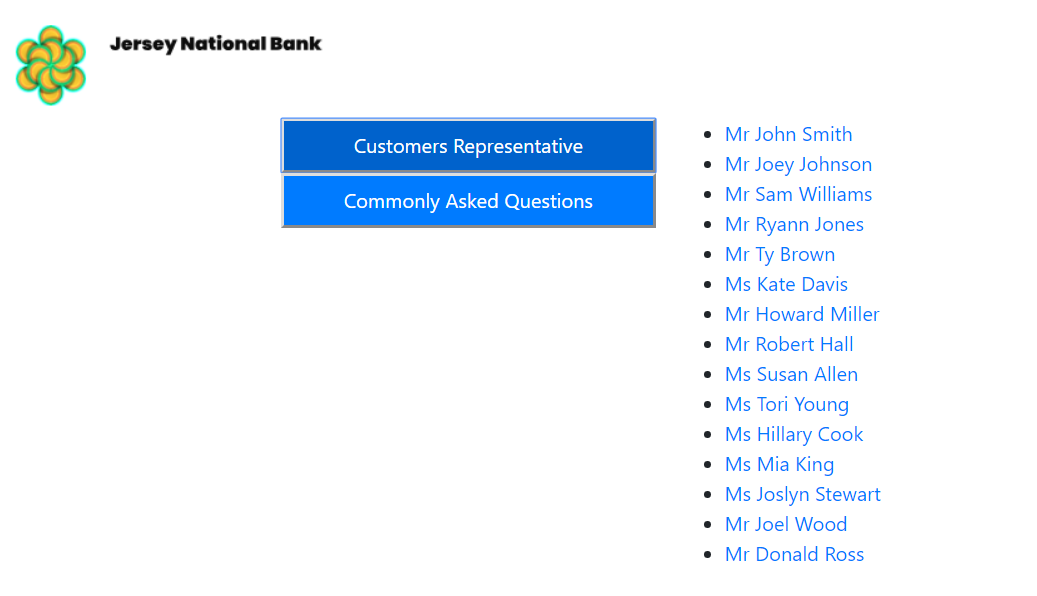 Jersey National Bank
Customers Representative
Commonly Asked Questions
Mr John Smith
Mr Joey Johnson
Mr Sam Williams
Mr Ryann Jones
Mr Ty Brown
Ms Kate Davis
Mr Howard Miller
Mr Robert Hall
Ms Susan Allen
Ms Tori Young
Ms Hillary Cook
Ms Mia King
Ms Joslyn Stewart
Mr Joel Wood
Mr Donald Ross